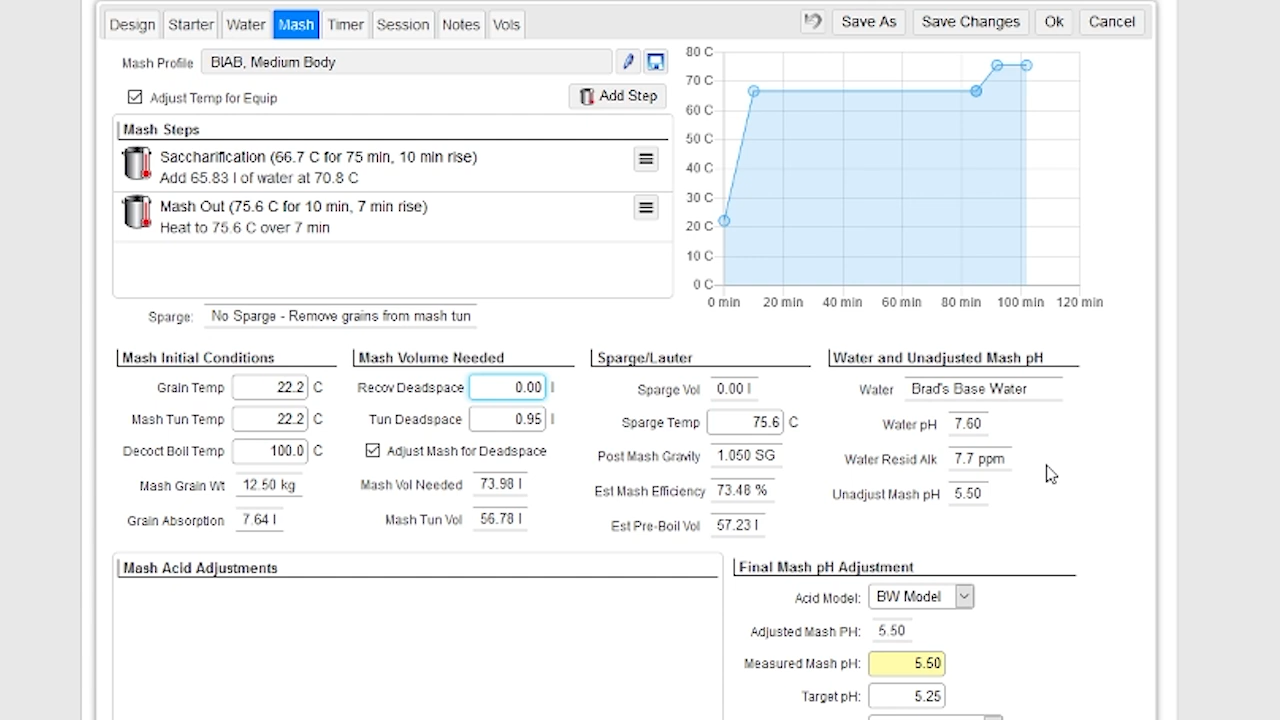 Design Starter Water Mash Timer Session Notes Vols Save As Save Changes Ok Cancel
Mash Profile BIAB, Medium Body
Adjust Temp for Equip Add Step
Mash Steps
Saccharification (66.7 C for 75 min, 10 min rise)
Add 65.83 l of water at 70.8 C
Mash Out (75.6 C for 10 min, 7 min rise)
Heat to 75.6 C over 7 min
Sparge: No Sparge - Remove grains from mash tun
80 C
70 C
60 C
50 C
40 C
30 C
20 C
10 C
0 C
0 min 20 min 40 min 60 min 80 min 100 min 120 min
Mash Initial Conditions
Grain Temp 22.2 C
Mash Tun Temp 22.2 C
Decoct Boil Temp 100.0 C
Mash Grain Wt 12.50 kg
Grain Absorption 7.64 l
Mash Volume Needed
Recov Deadspace 0.00 l
Tun Deadspace 0.95 l
Adjust Mash for Deadspace
Mash Vol Needed 73.98 l
Mash Tun Vol 56.78 l
Sparge/Lauter
Sparge Vol 0.00 l
Sparge Temp 75.6 C
Post Mash Gravity 1.050 SG
Est Mash Efficiency 73.48 %
Est Pre-Boil Vol 57.23 l
Water and Unadjusted Mash pH
Water Brad's Base Water
Water pH 7.60
Water Resid Alk 7.7 ppm
Unadjust Mash pH 5.50
Mash Acid Adjustments
Final Mash pH Adjustment
Acid Model: BW Model
Adjusted Mash PH: 5.50
Measured Mash pH: 5.50
Target pH: 5.25